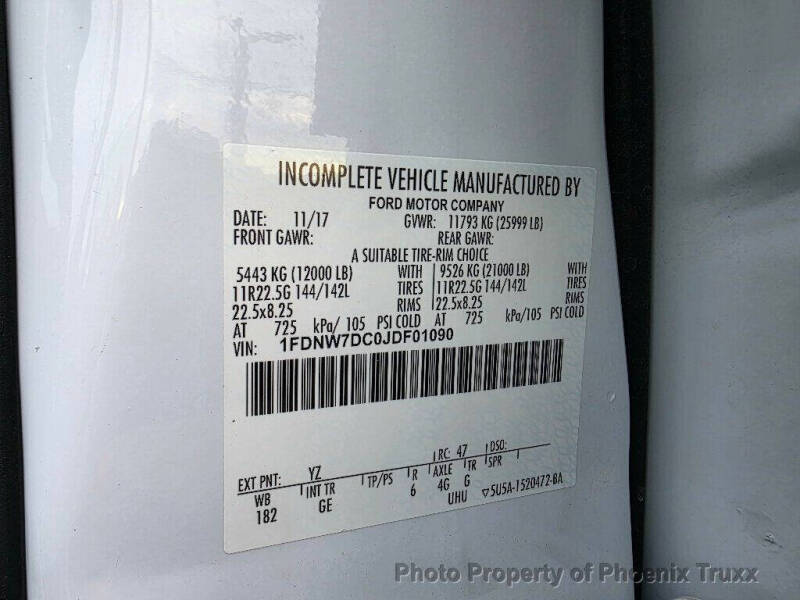 INCOMPLETE VEHICLE MANUFACTURED BY
FORD MOTOR COMPANY
DATE: 11/17 GVWR: 11793 KG (25999 LB)
FRONT GAWR: REAR GAWR:
A SUITABLE TIRE-RIM CHOICE
5443 KG (12000 LB) WITH 9526 KG (21000 LB) WITH
11R22.5G 144/142L TIRES 11R22.5G 144/142L TIRES
22.5x8.25 RIMS 22.5x8.25 RIMS
AT 725 kPa/ 105 PSI COLD AT 725 kPa/105 PSI COLD
VIN: 1FDNW7DC0JDF01090
EXT PNT: YZ RC: 47 DSO:
WB INT TR TP/PS R AXLE TR SPR
182 GE 6 4G G
UHU ▽5U5A-1520472-BA
Photo Property of Phoenix Truxx